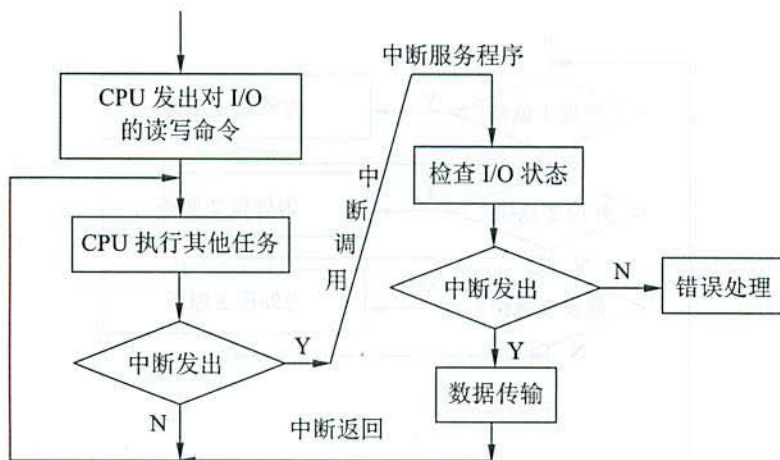 CPU 发出对 I/O
的读写命令
CPU 执行其他任务
中断发出
Y
N
中断调用
中断服务程序
检查 I/O 状态
中断发出
N
错误处理
Y
数据传输
中断返回